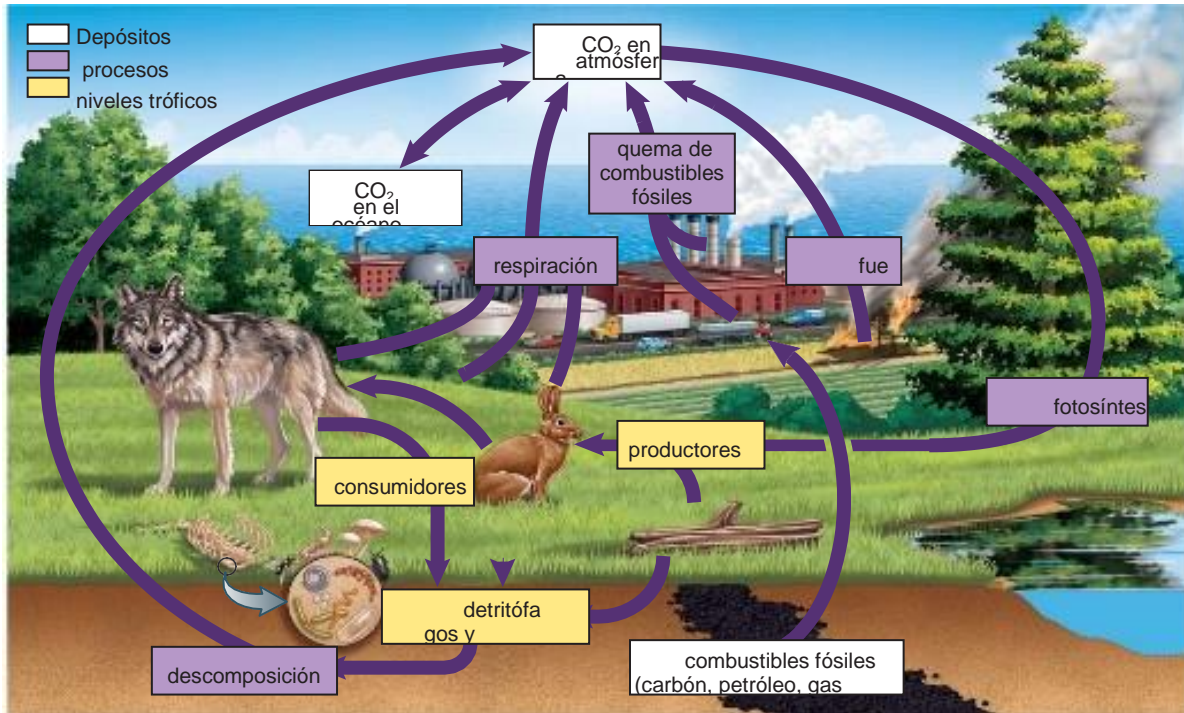 Depósitos
procesos
niveles tróficos
CO₂ en
atmósfer
CO₂
en el
océano
quema de
combustibles
fósiles
respiración
fue
fotosíntes
productores
consumidores
detritófa
gos y
descomposición
combustibles fósiles
(carbón, petróleo, gas